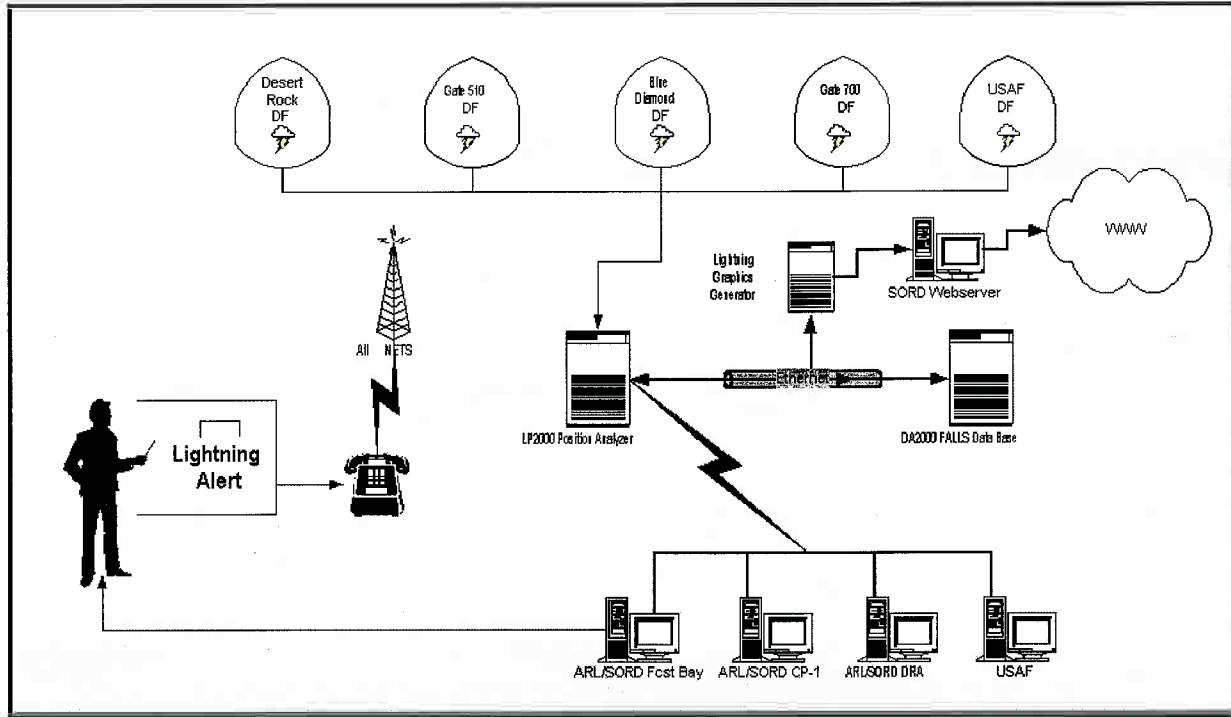 Desert
Rock
DF
Gate 510
DF
Blue
Diamond
DF
Gate 700
DF
USAF
DF
WWW
Lightning
Graphics
Generator
SORD Webserver
All NETS
Ethernet
LP2000 Position Analyzer
DA2000 FALLS Data Base
Lightning
Alert
ARL/SORD Fcst Bay
ARL/SORD CP-1
ARL/SORD DRA
USAF